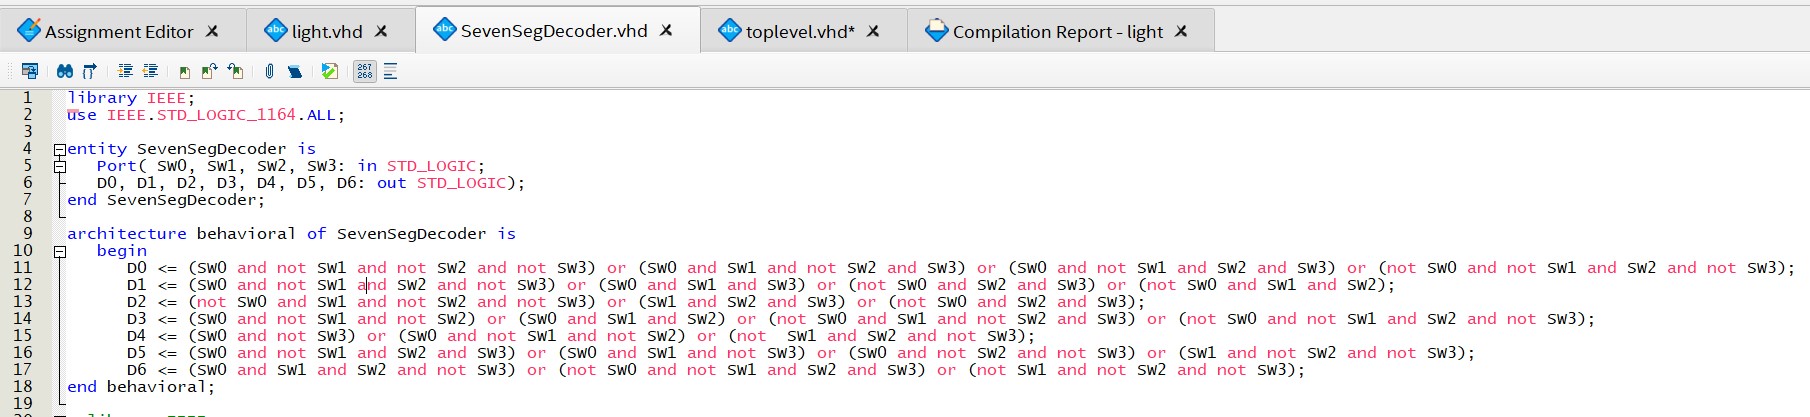 Assignment Editor light.vhd SevenSegDecoder.vhd toplevel.vhd* Compilation Report - light
267
268
1 library IEEE;
2 use IEEE.STD_LOGIC_1164.ALL;
3
4 entity SevenSegDecoder is
5 Port( SW0, SW1, SW2, SW3: in STD_LOGIC;
6 D0, D1, D2, D3, D4, D5, D6: out STD_LOGIC);
7 end SevenSegDecoder;
8
9 architecture behavioral of SevenSegDecoder is
10 begin
11 D0 <= (SW0 and not SW1 and not SW2 and not SW3) or (SW0 and SW1 and not SW2 and SW3) or (SW0 and not SW1 and SW2 and SW3) or (not SW0 and not SW1 and SW2 and not SW3);
12 D1 <= (SW0 and not SW1 and SW2 and not SW3) or (SW0 and SW1 and SW3) or (not SW0 and SW2 and SW3) or (not SW0 and SW1 and SW2);
13 D2 <= (not SW0 and SW1 and not SW2 and not SW3) or (SW1 and SW2 and SW3) or (not SW0 and SW2 and SW3);
14 D3 <= (SW0 and not SW1 and not SW2) or (SW0 and SW1 and SW2) or (not SW0 and SW1 and not SW2 and SW3) or (not SW0 and not SW1 and SW2 and not SW3);
15 D4 <= (SW0 and not SW3) or (SW0 and not SW1 and not SW2) or (not  SW1 and SW2 and not SW3);
16 D5 <= (SW0 and not SW1 and SW2 and SW3) or (SW0 and SW1 and not SW3) or (SW0 and not SW2 and not SW3) or (SW1 and not SW2 and not SW3);
17 D6 <= (SW0 and SW1 and SW2 and not SW3) or (not SW0 and not SW1 and SW2 and SW3) or (not SW1 and not SW2 and not SW3);
18 end behavioral;
19